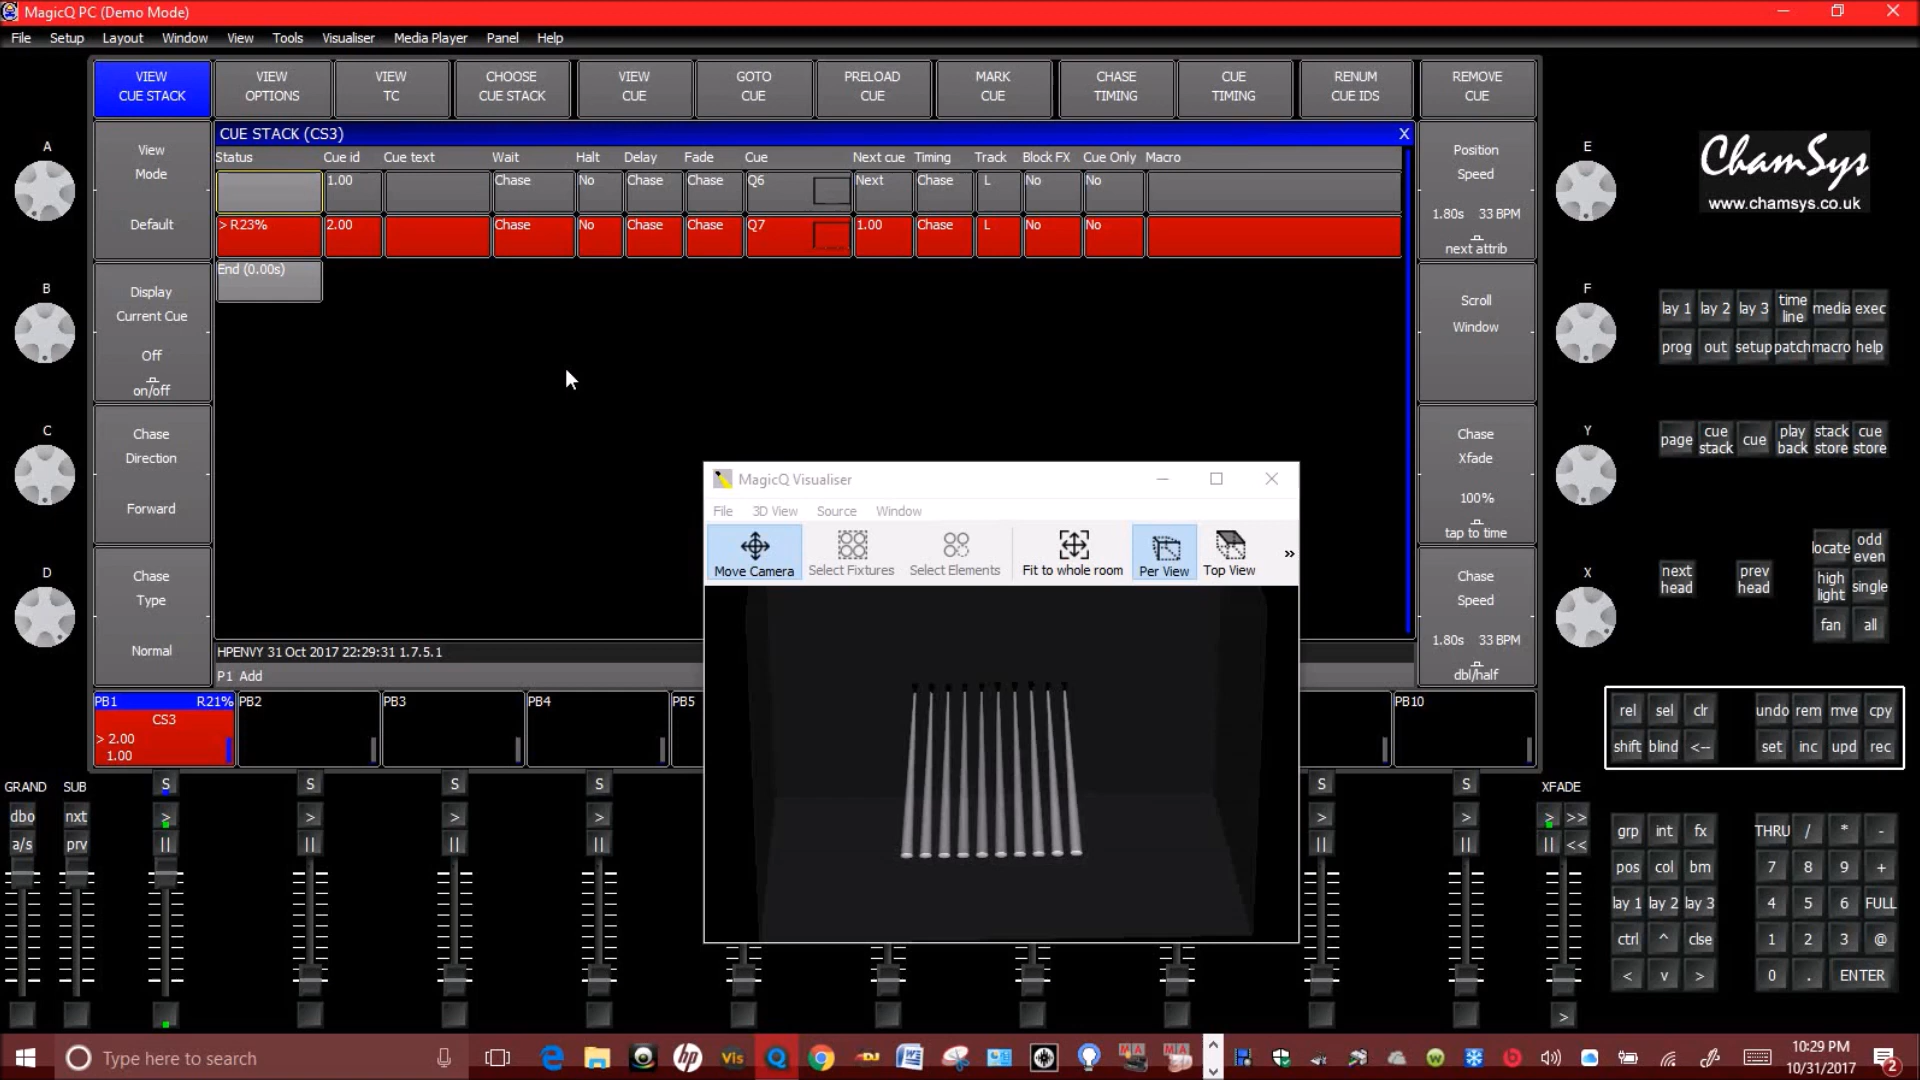 MagicQ PC (Demo Mode)
File Setup Layout Window View Tools Visualiser Media Player Panel Help
VIEW CUE STACK
VIEW OPTIONS
VIEW TC
CHOOSE CUE STACK
VIEW CUE
GOTO CUE
PRELOAD CUE
MARK CUE
CHASE TIMING
CUE TIMING
RENUM CUE IDS
REMOVE CUE
CUE STACK (CS3) X
Status Cue id Cue text Wait Halt Delay Fade Cue Next cue Timing Track Block FX Cue Only Macro
1.00 Chase No Chase Chase Q6 Next Chase L No No
> R23% 2.00 Chase No Chase Chase Q7 1.00 Chase L No No
End (0.00s)
A
View
Mode
Default
B
Display
Current Cue
Off
on/off
C
Chase
Direction
Forward
D
Chase
Type
Normal
E
Position
Speed
1.80s 33 BPM
next attrib
F
Scroll
Window
Y
Chase
Xfade
100%
tap to time
X
Chase
Speed
1.80s 33 BPM
dbl/half
ChamSys
www.chamsys.co.uk
lay 1 lay 2 lay 3 time line media exec
prog out setup patch macro help
page cue stack cue play back stack store cue store
next head prev head
locate odd even
high light single
fan all
MagicQ Visualiser
File 3D View Source Window
Move Camera Select Fixtures Select Elements Fit to whole room Per View Top View »
HPENVY 31 Oct 2017 22:29:31 1.7.5.1
P1 Add
PB1 R21% PB2 PB3 PB4 PB5 PB10
CS3
> 2.00
1.00
rel sel clr undo rem mve cpy
shift blind <-- set inc upd rec
GRAND SUB S S S S S S XFADE
dbo nxt > > > > > > > >>
a/s prv || || || || || || || <<
grp int fx THRU / * -
pos col bm 7 8 9 +
lay 1 lay 2 lay 3 4 5 6 FULL
ctrl ^ clse 1 2 3 @
< v > 0 . ENTER
>
Type here to search
10:29 PM
10/31/2017
2